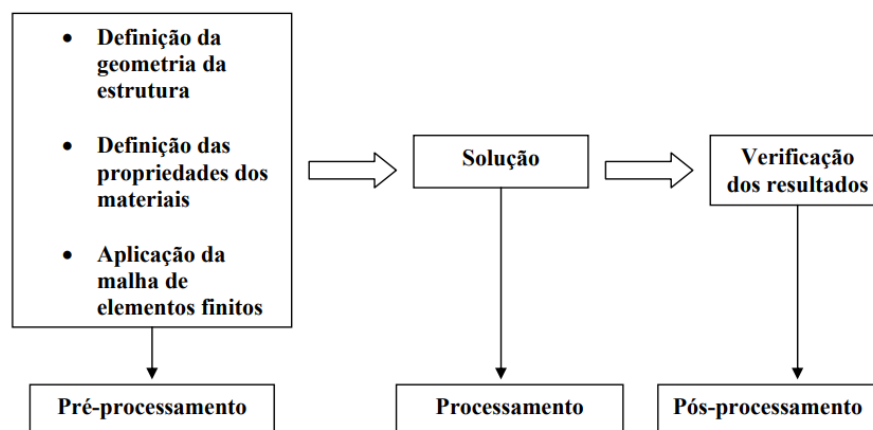 • Definição da
geometria da
estrutura
• Definição das
propriedades dos
materiais
• Aplicação da
malha de
elementos finitos
Solução
Verificação
dos resultados
Pré-processamento
Processamento
Pós-processamento